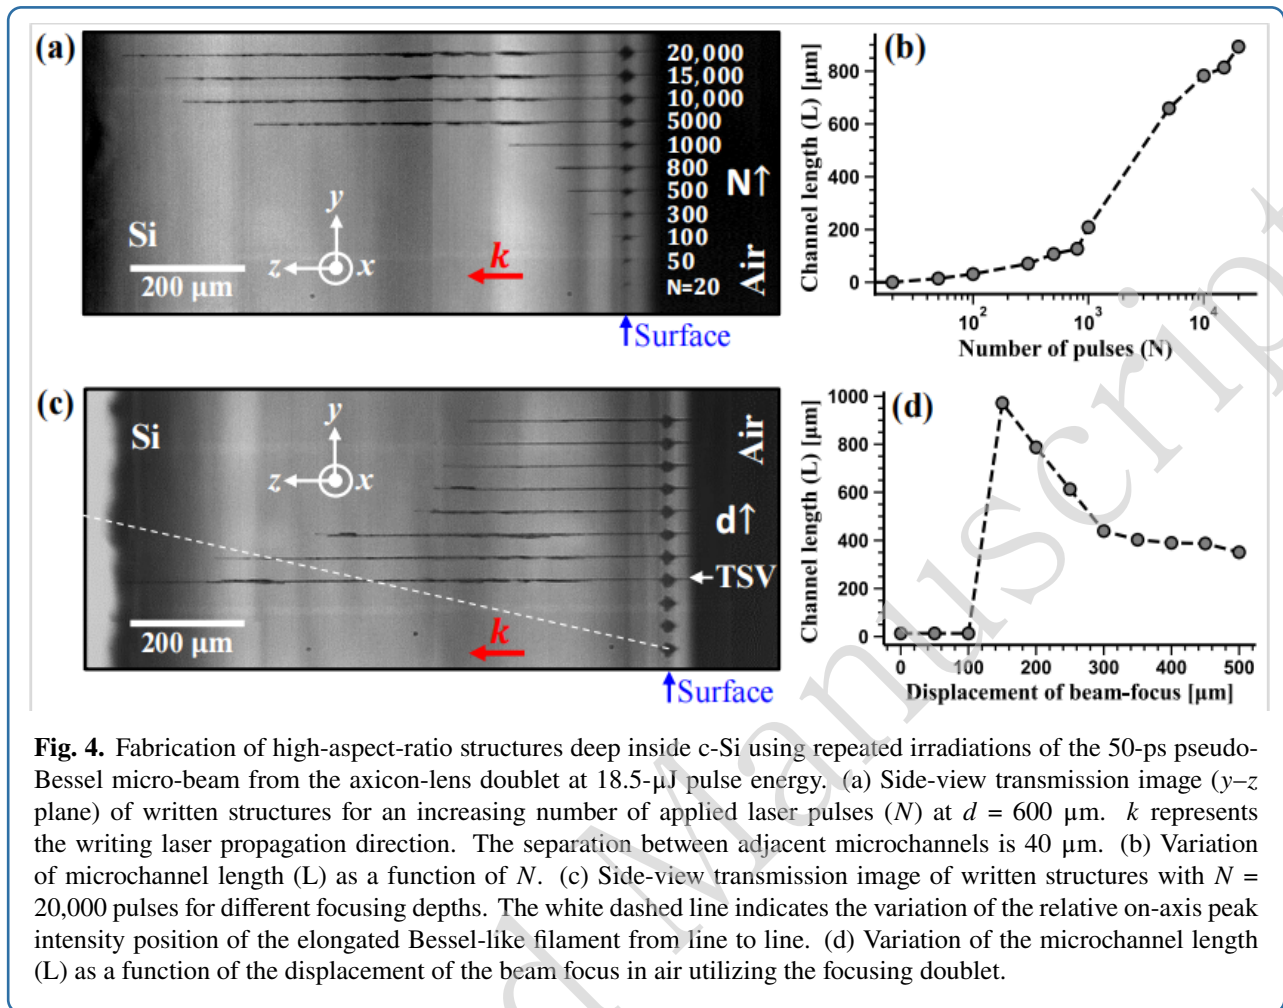 (a)
20,000
15,000
10,000
5000
1000
800
500
300
100
50
N=20
N↑
Air
Si
y
z
x
k
200 µm
↑Surface
(b)
Channel length (L) [µm]
800
600
400
200
0
10²
10³
10⁴
Number of pulses (N)
(c)
Si
Air
y
z
x
d↑
←TSV
k
200 µm
↑Surface
(d)
Channel length (L) [µm]
1000
800
600
400
200
0
0
100
200
300
400
500
Displacement of beam-focus [µm]
Fig. 4. Fabrication of high-aspect-ratio structures deep inside c-Si using repeated irradiations of the 50-ps pseudo-
Bessel micro-beam from the axicon-lens doublet at 18.5-µJ pulse energy. (a) Side-view transmission image (y–z
plane) of written structures for an increasing number of applied laser pulses (N) at d = 600 µm. k represents
the writing laser propagation direction. The separation between adjacent microchannels is 40 µm. (b) Variation
of microchannel length (L) as a function of N. (c) Side-view transmission image of written structures with N =
20,000 pulses for different focusing depths. The white dashed line indicates the variation of the relative on-axis peak
intensity position of the elongated Bessel-like filament from line to line. (d) Variation of the microchannel length
(L) as a function of the displacement of the beam focus in air utilizing the focusing doublet.
d Manuscript